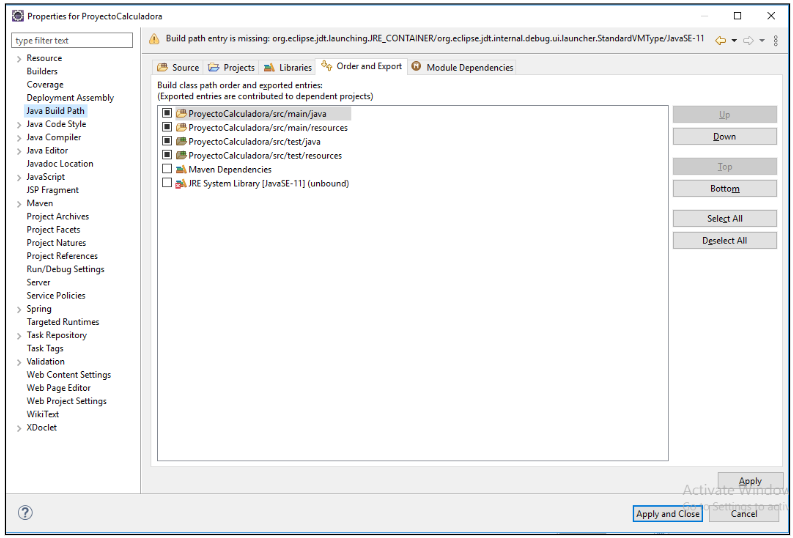 Properties for ProyectoCalculadora
type filter text
Resource
Builders
Coverage
Deployment Assembly
Java Build Path
Java Code Style
Java Compiler
Java Editor
Javadoc Location
JavaScript
JSP Fragment
Maven
Project Archives
Project Facets
Project Natures
Project References
Run/Debug Settings
Server
Service Policies
Spring
Targeted Runtimes
Task Repository
Task Tags
Validation
Web Content Settings
Web Page Editor
Web Project Settings
WikiText
XDoclet
Build path entry is missing: org.eclipse.jdt.launching.JRE_CONTAINER/org.eclipse.jdt.internal.debug.ui.launcher.StandardVMType/JavaSE-11
Source Projects Libraries Order and Export Module Dependencies
Build class path order and exported entries:
(Exported entries are contributed to dependent projects)
ProyectoCalculadora/src/main/java
ProyectoCalculadora/src/main/resources
ProyectoCalculadora/src/test/java
ProyectoCalculadora/src/test/resources
Maven Dependencies
JRE System Library [JavaSE-11] (unbound)
Up
Down
Top
Bottom
Select All
Deselect All
Apply
Activate Window
Go to Settings to acti
Apply and Close Cancel